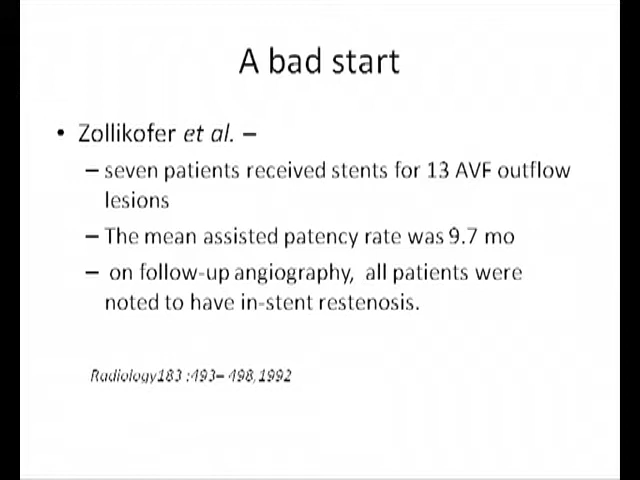 A bad start
• Zollikofer et al. –
– seven patients received stents for 13 AVF outflow
lesions
– The mean assisted patency rate was 9.7 mo
– on follow-up angiography, all patients were
noted to have in-stent restenosis.
Radiology183 :493– 498,1992